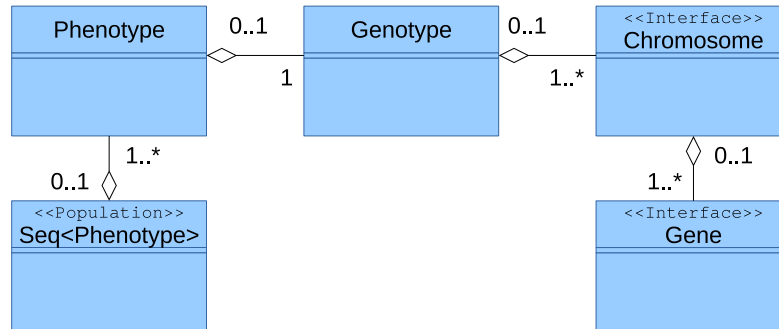 Phenotype
0..1
1
Genotype
0..1
1..*
<<Interface>>
Chromosome
1..*
0..1
0..1
1..*
<<Population>>
Seq<Phenotype>
<<Interface>>
Gene